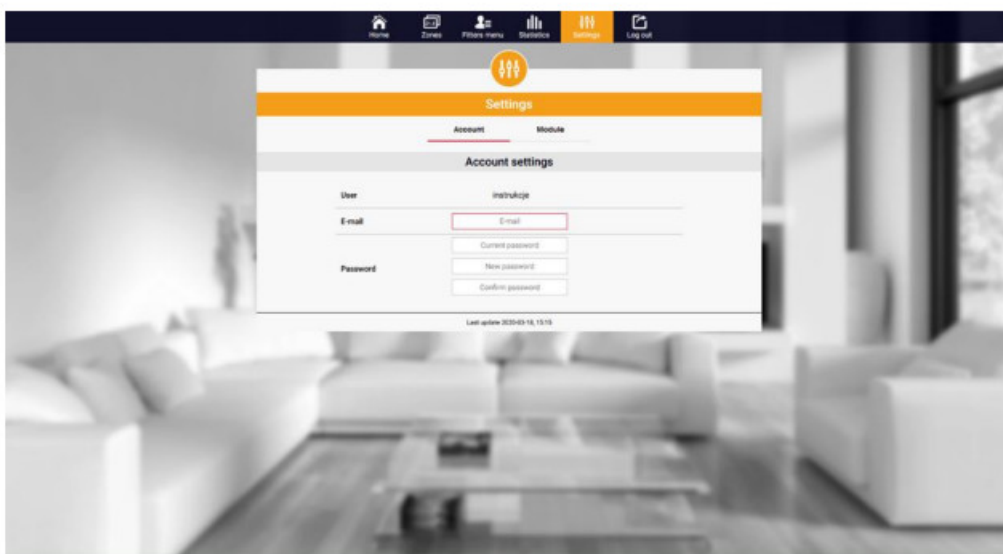 Home Zones Fitters menu Statistics Settings Log out
Settings
Account Module
Account settings
User instrukcje
E-mail E-mail
Current password
Password New password
Confirm password
Last update 2020-03-18, 15:15